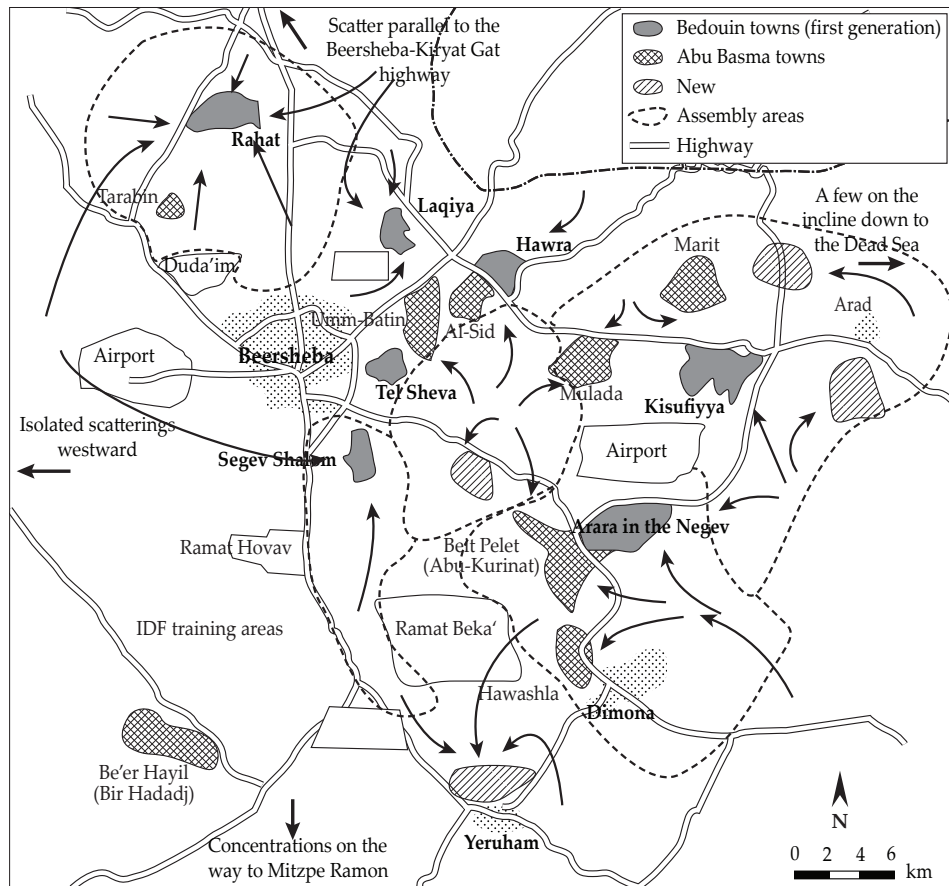 Scatter parallel to the
Beersheba-Kiryat Gat
highway
Bedouin towns (first generation)
Abu Basma towns
New
Assembly areas
Highway
Rahat
Tarabin
Laqiya
A few on the
incline down to
the Dead Sea
Hawra
Marit
Duda'im
Umm-Batin
Al-Sid
Arad
Airport
Beersheba
Tel Sheva
Mulada
Kisufiyya
Isolated scatterings
westward
Segev Shalom
Airport
Arara in the Negev
Ramat Hovav
Beit Pelet
(Abu-Kurinat)
IDF training areas
Ramat Beka‘
Hawashla
Dimona
Be'er Hayil
(Bir Hadadj)
Concentrations on the
way to Mitzpe Ramon
Yeruham
N
0 2 4 6
km